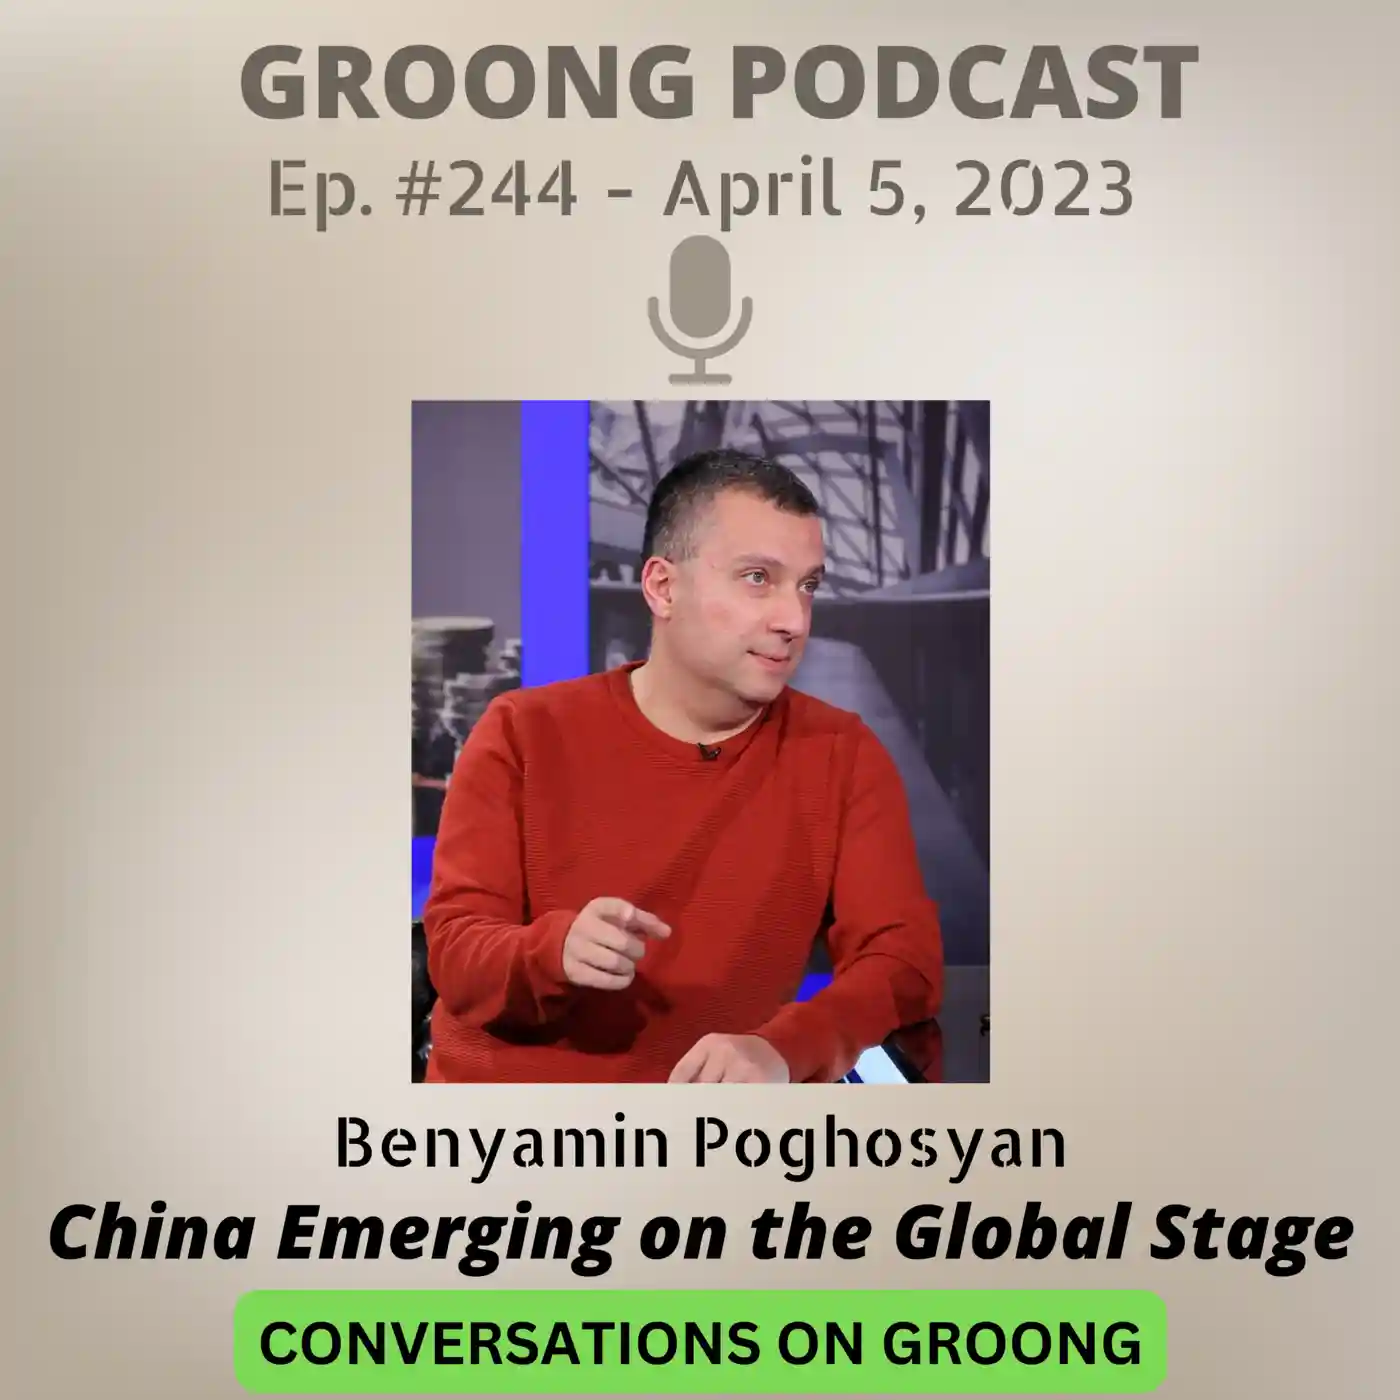 GROONG PODCAST
Ep. #244 - April 5, 2023
Benyamin Poghosyan
China Emerging on the Global Stage
CONVERSATIONS ON GROONG